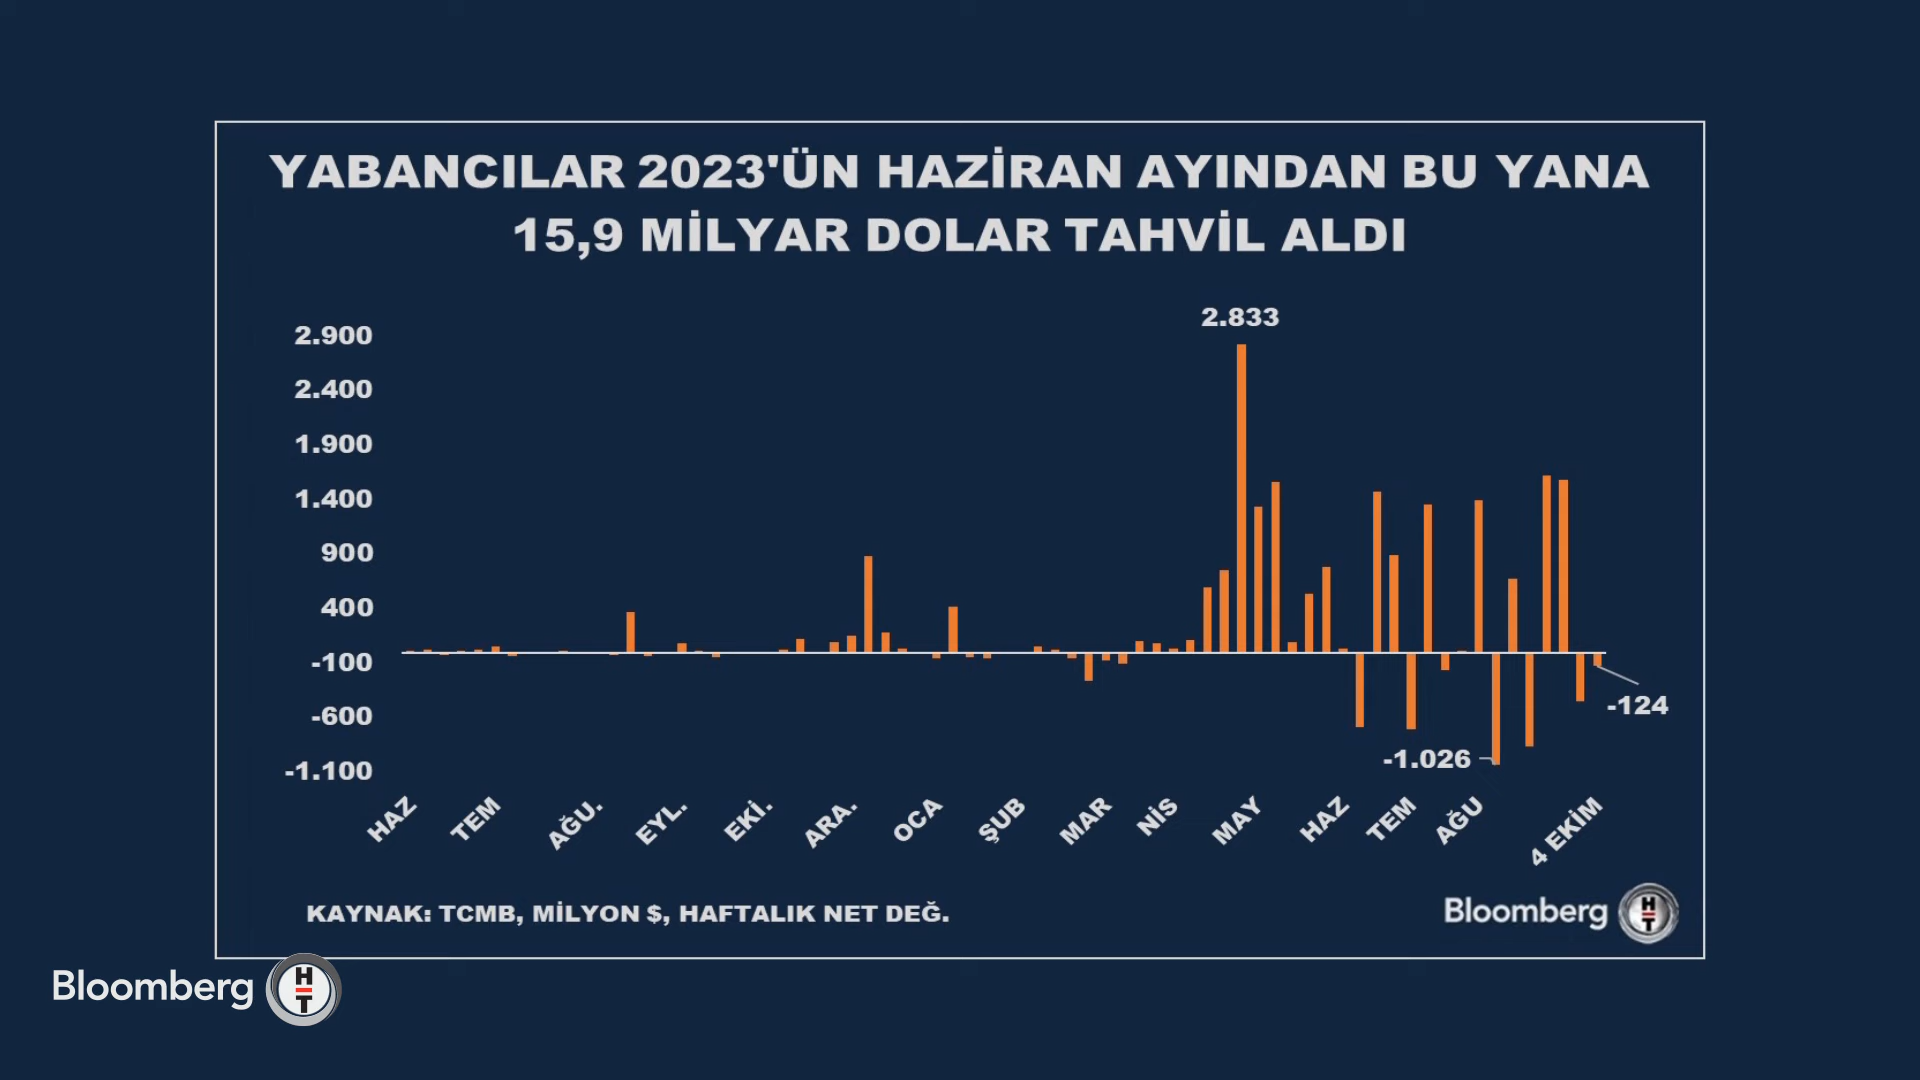 YABANCILAR 2023'ÜN HAZİRAN AYINDAN BU YANA
15,9 MİLYAR DOLAR TAHVİL ALDI
2.833
2.900
2.400
1.900
1.400
900
400
-100
-600
-1.100
-124
-1.026
HAZ TEM AĞU. EYL. EKİ. ARA. OCA ŞUB MAR NİS MAY HAZ TEM AĞU 4 EKİM
KAYNAK: TCMB, MİLYON $, HAFTALIK NET DEĞ.
Bloomberg HT
Bloomberg HT